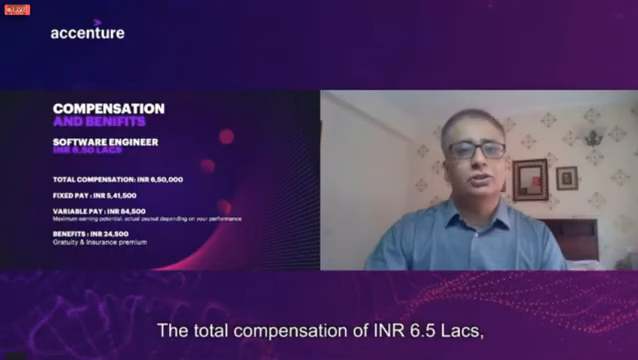 LIVE
accenture
COMPENSATION
AND BENIFITS
SOFTWARE ENGINEER
INR 6.50 LACS
TOTAL COMPENSATION: INR 6,50,000
FIXED PAY : INR 5,41,500
VARIABLE PAY : INR 84,500
Maximum earning potential; actual payout depending on your performance
BENEFITS : INR 24,500
Gratuity & Insurance premium
The total compensation of INR 6.5 Lacs,